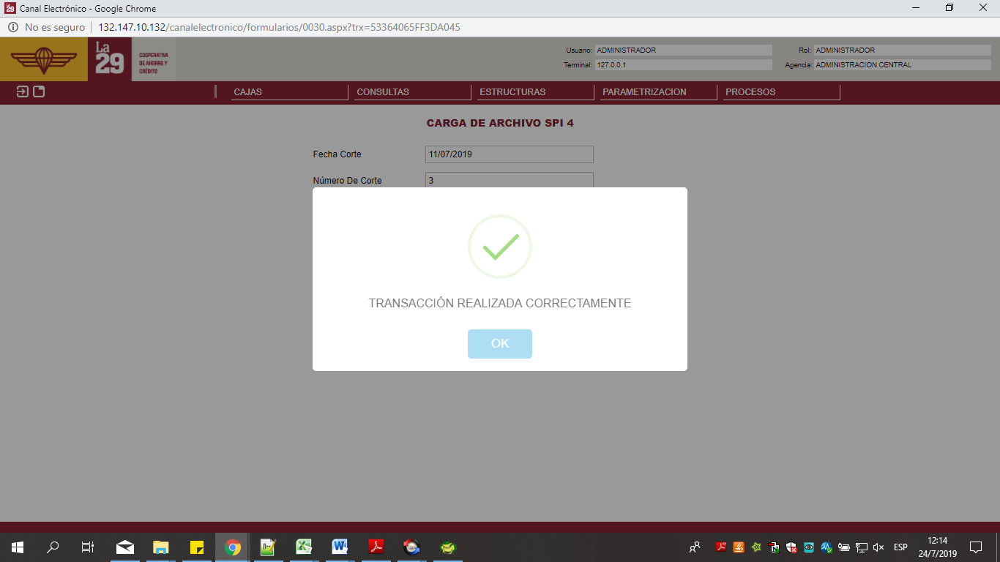 La 29 Canal Electrónico - Google Chrome
No es seguro 132.147.10.132/canalelectronico/formularios/0030.aspx?trx=53364065FF3DA045
La
29
COOPERATIVA
DE AHORRO Y
CRÉDITO
Usuario: ADMINISTRADOR Rol: ADMINISTRADOR
Terminal: 127.0.0.1 Agencia: ADMINISTRACION CENTRAL
CAJAS CONSULTAS ESTRUCTURAS PARAMETRIZACION PROCESOS
CARGA DE ARCHIVO SPI 4
Fecha Corte 11/07/2019
Número De Corte 3
TRANSACCIÓN REALIZADA CORRECTAMENTE
OK
ESP
12:14
24/7/2019